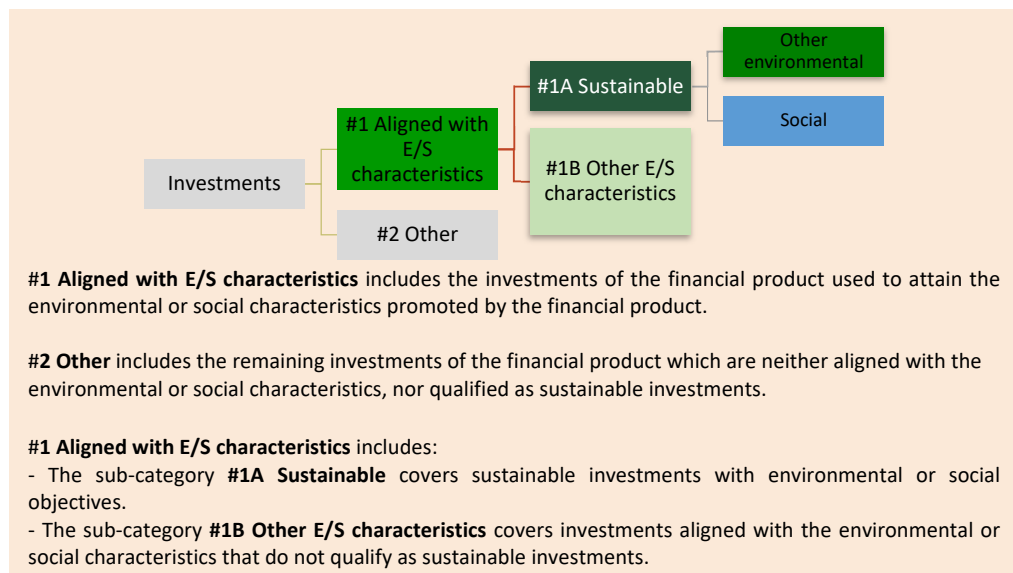 Other
environmental
#1A Sustainable
Social
#1 Aligned with
E/S
characteristics
#1B Other E/S
characteristics
Investments
#2 Other
#1 Aligned with E/S characteristics includes the investments of the financial product used to attain the
environmental or social characteristics promoted by the financial product.
#2 Other includes the remaining investments of the financial product which are neither aligned with the
environmental or social characteristics, nor qualified as sustainable investments.
#1 Aligned with E/S characteristics includes:
- The sub-category #1A Sustainable covers sustainable investments with environmental or social
objectives.
- The sub-category #1B Other E/S characteristics covers investments aligned with the environmental or
social characteristics that do not qualify as sustainable investments.